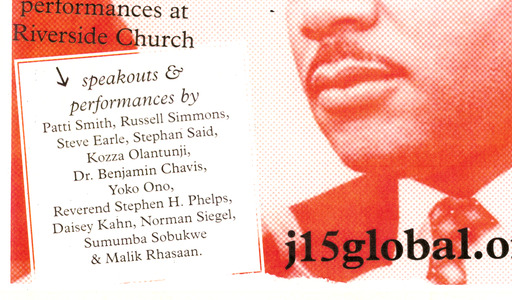 performances at
Riverside Church
speakouts &
performances by
Patti Smith, Russell Simmons,
Steve Earle, Stephan Said,
Kozza Olantunji,
Dr. Benjamin Chavis,
Yoko Ono,
Reverend Stephen H. Phelps,
Daisey Kahn, Norman Siegel,
Sumumba Sobukwe
& Malik Rhasaan.
j15global.o